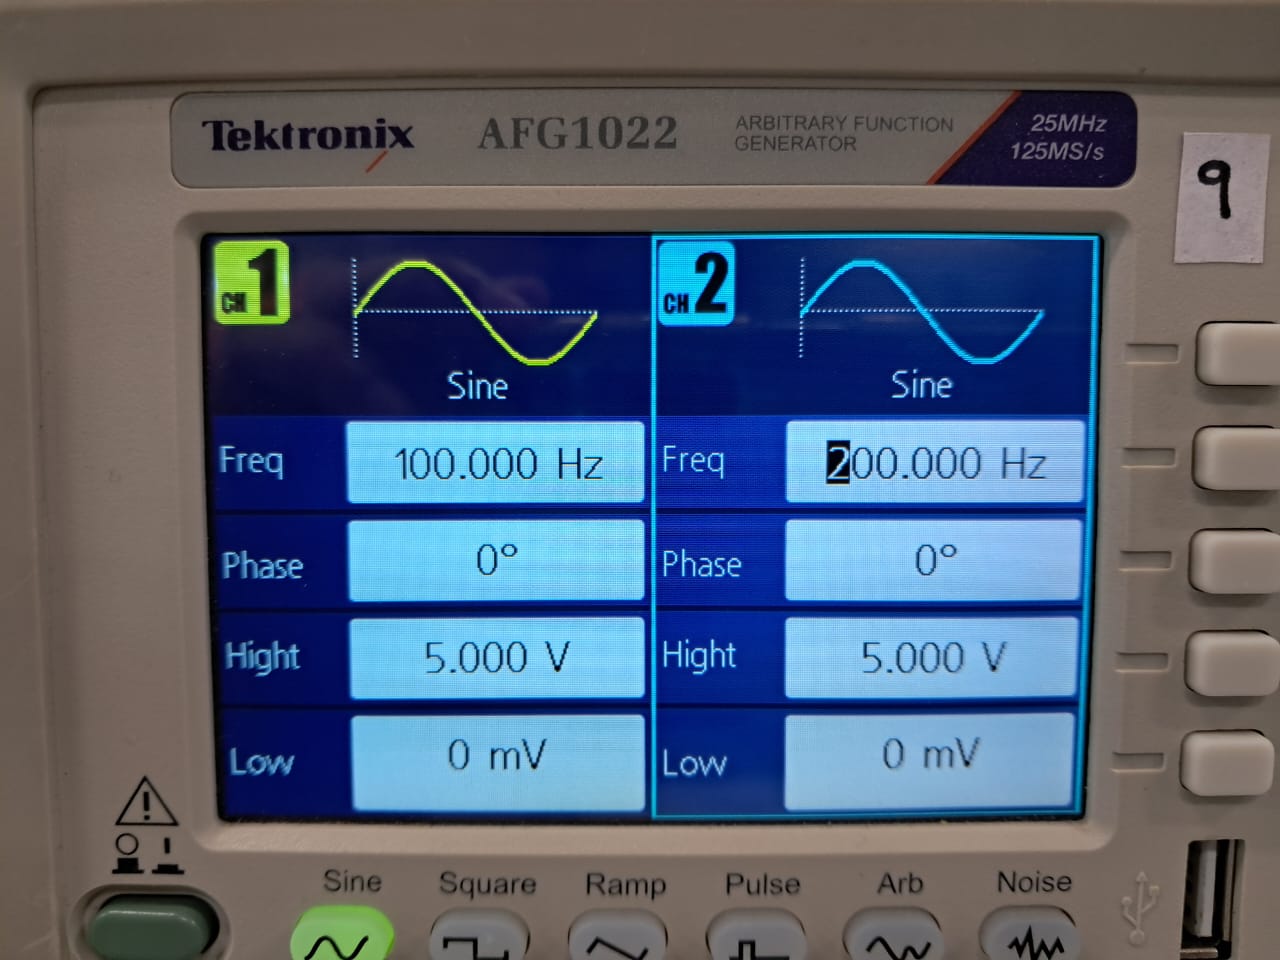 Tektronix AFG1022 ARBITRARY FUNCTION GENERATOR
25MHz
125MS/s
9
CH 1
Sine
Freq 100.000 Hz
Phase 0°
Hight 5.000 V
Low 0 mV
CH 2
Sine
Freq 200.000 Hz
Phase 0°
Hight 5.000 V
Low 0 mV
Sine Square Ramp Pulse Arb Noise